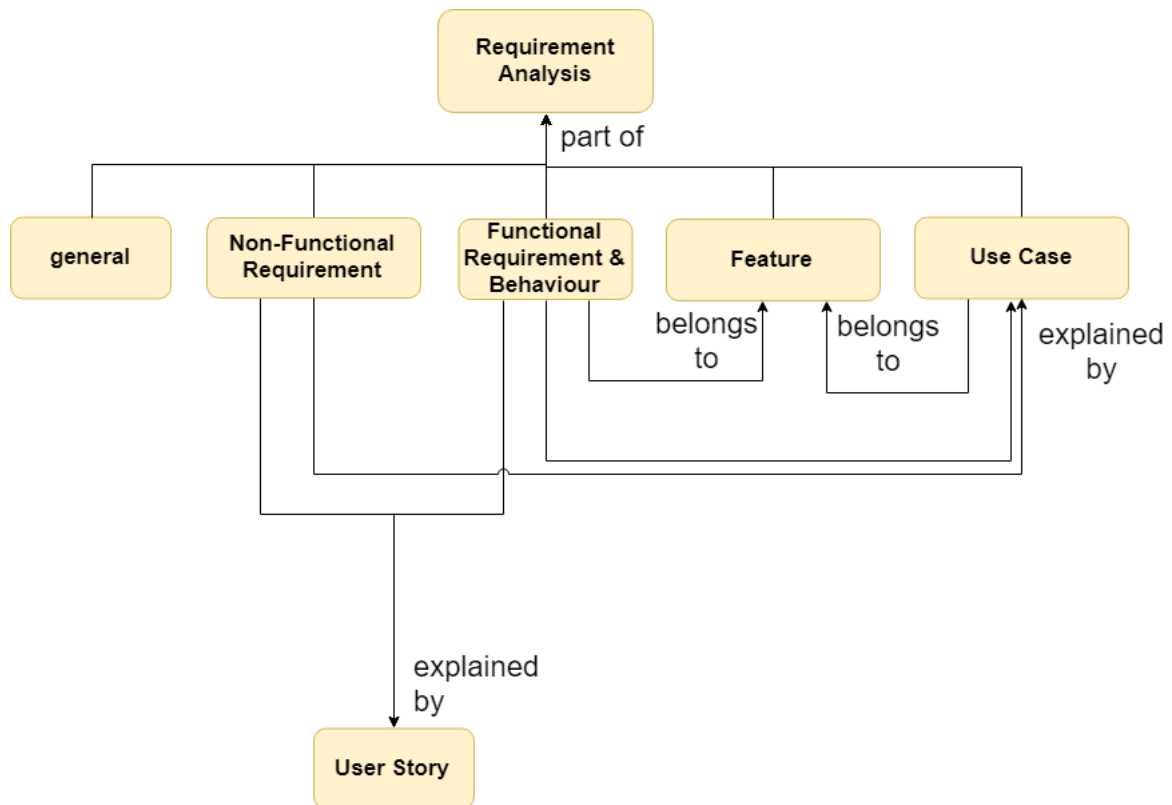 Requirement
Analysis
part of
general
Non-Functional
Requirement
Functional
Requirement &
Behaviour
Feature
Use Case
belongs
to
belongs
to
explained
by
explained
by
User Story